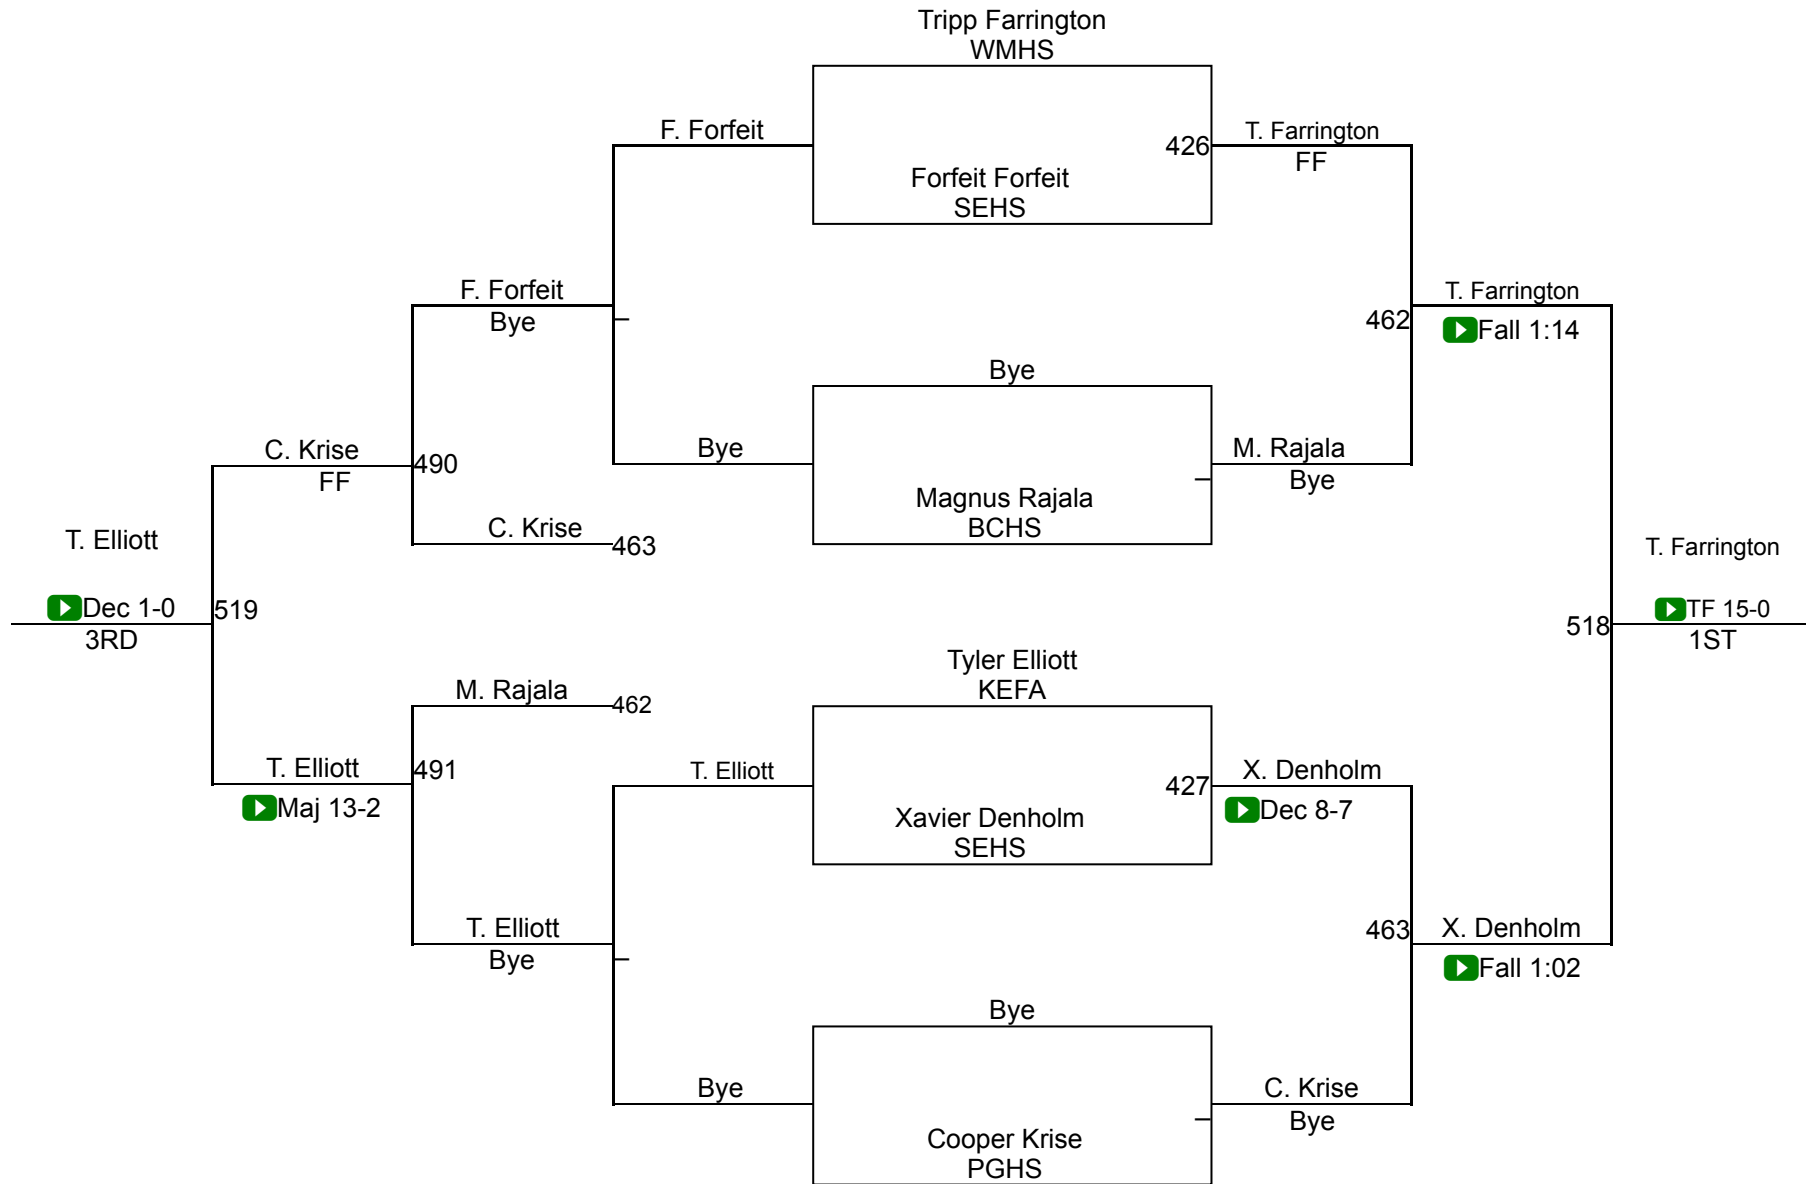 Tripp Farrington
WMHS
F. Forfeit
426
T. Farrington
FF
Forfeit Forfeit
SEHS
F. Forfeit
Bye
462
T. Farrington
Fall 1:14
Bye
C. Krise
FF
490
Bye
M. Rajala
Bye
Magnus Rajala
BCHS
C. Krise
463
T. Elliott
Dec 1-0
3RD
519
T. Farrington
TF 15-0
1ST
518
Tyler Elliott
KEFA
M. Rajala
462
T. Elliott
Maj 13-2
491
T. Elliott
427
X. Denholm
Dec 8-7
Xavier Denholm
SEHS
T. Elliott
Bye
463
X. Denholm
Fall 1:02
Bye
Bye
C. Krise
Bye
Cooper Krise
PGHS